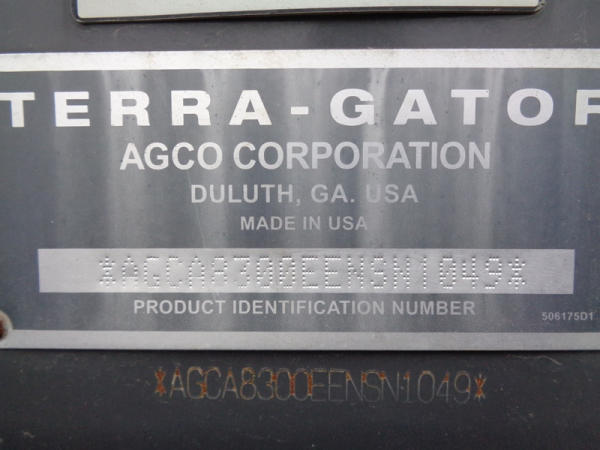 TERRA-GATOR
AGCO CORPORATION
DULUTH, GA. USA
MADE IN USA
*AGCA8300EENSN1049*
PRODUCT IDENTIFICATION NUMBER
506175D1
*AGCA8300EENSN1049*